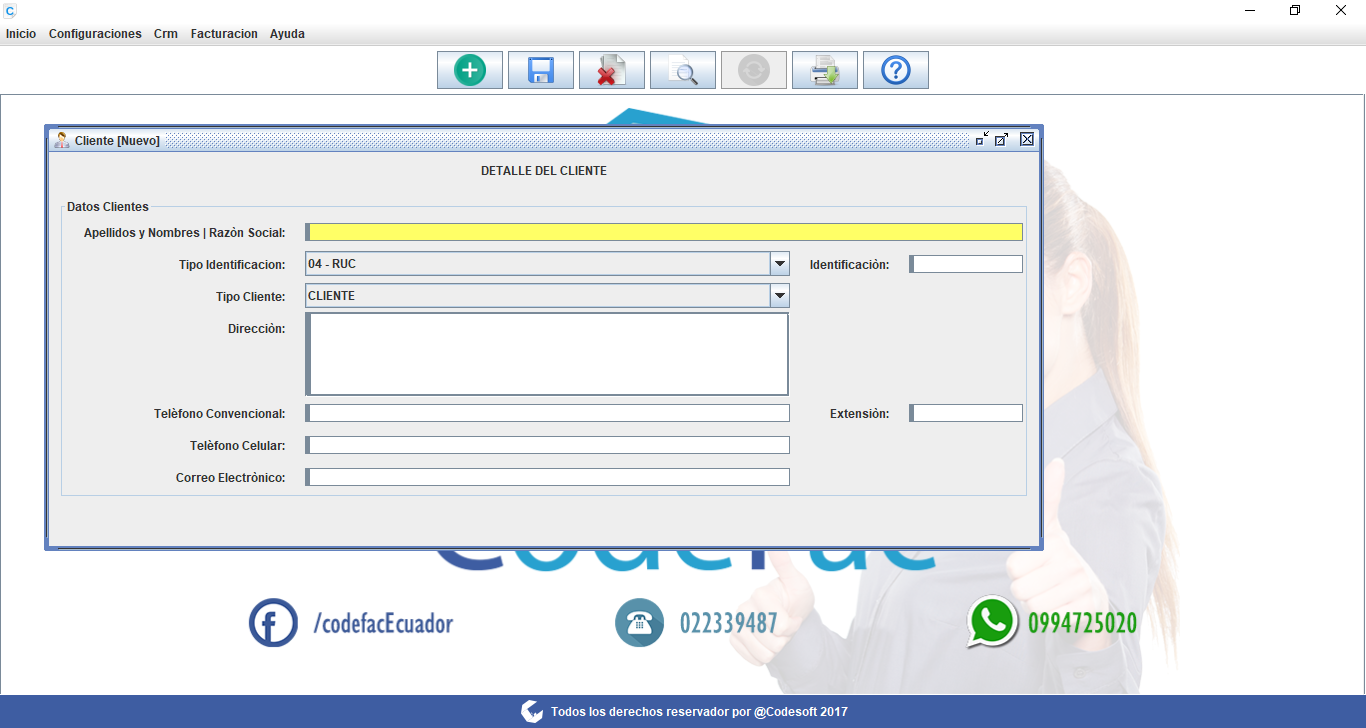 C
Inicio Configuraciones Crm Facturacion Ayuda
Cliente [Nuevo]
DETALLE DEL CLIENTE
Datos Clientes
Apellidos y Nombres | Razòn Social:
Tipo Identificacion: 04 - RUC Identificaciòn:
Tipo Cliente: CLIENTE
Direcciòn:
Telèfono Convencional: Extensiòn:
Telèfono Celular:
Correo Electrònico:
/codefacEcuador 022339487 0994725020
Todos los derechos reservador por @Codesoft 2017